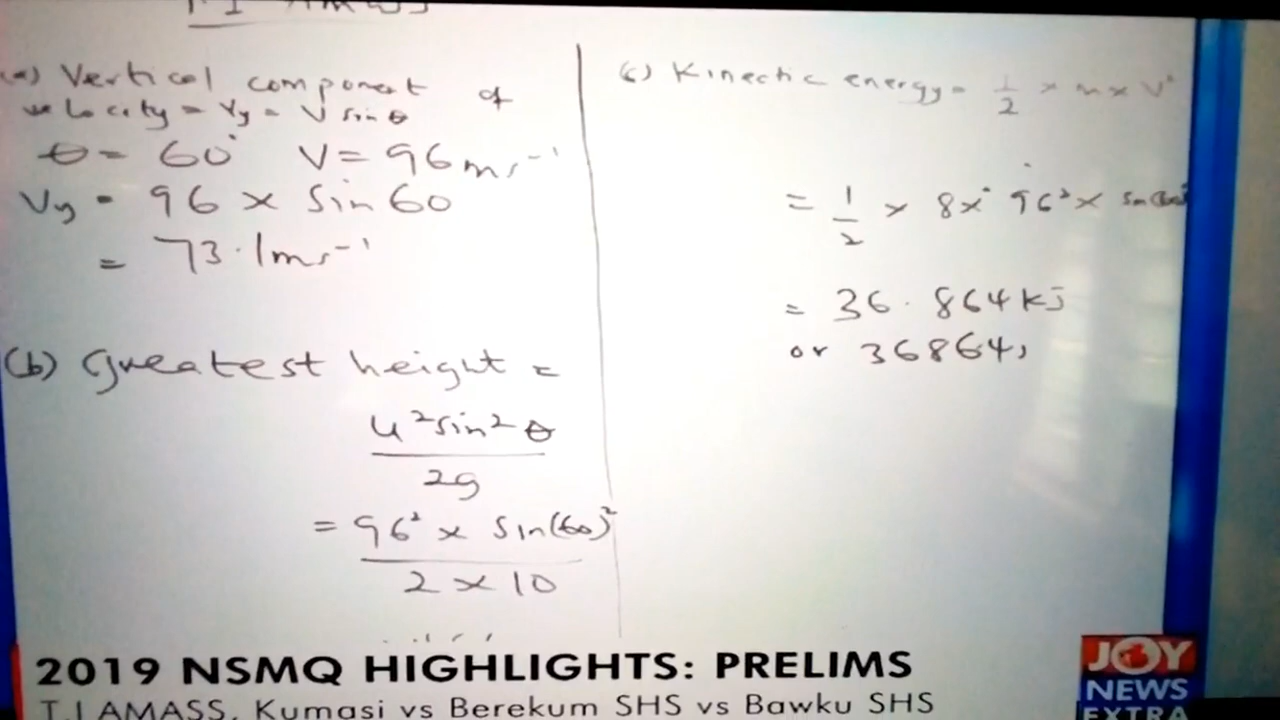 (a) Vertical component of
velocity = Vy = V sin θ
θ = 60° V = 96ms⁻¹
Vy = 96 x Sin 60
= 73.1ms⁻¹
(b) Greatest height =
u²sin²θ
2g
= 96² x Sin(60)²
2 x 10
(c) Kinectic energy = 1/2 x m x V²
= 1/2 x 8 x 96² x
= 36.864KJ
or 36864J
2019 NSMQ HIGHLIGHTS: PRELIMS
T.I AMASS, Kumasi vs Berekum SHS vs Bawku SHS
JOY
NEWS
EXTRA